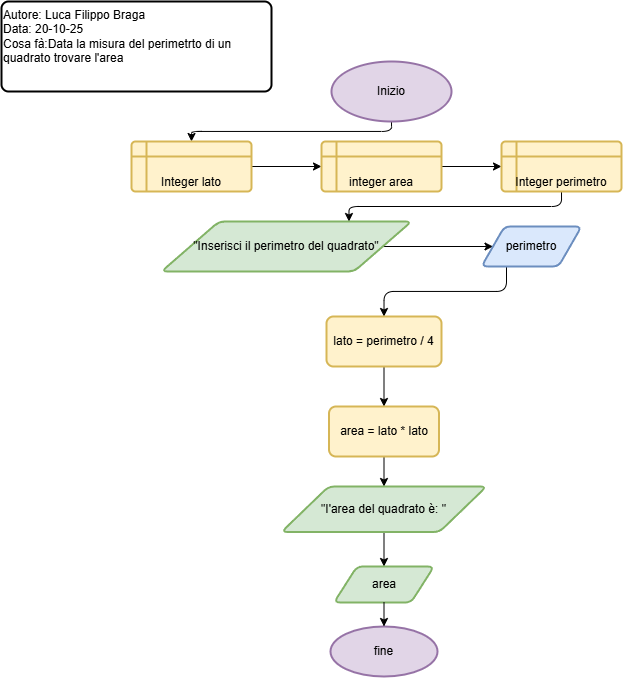 Autore: Luca Filippo Braga
Data: 20-10-25
Cosa fà:Data la misura del perimetrto di un
quadrato trovare l'area
Inizio
Integer lato
integer area
Integer perimetro
"Inserisci il perimetro del quadrato"
perimetro
lato = perimetro / 4
area = lato * lato
"l'area del quadrato è: "
area
fine